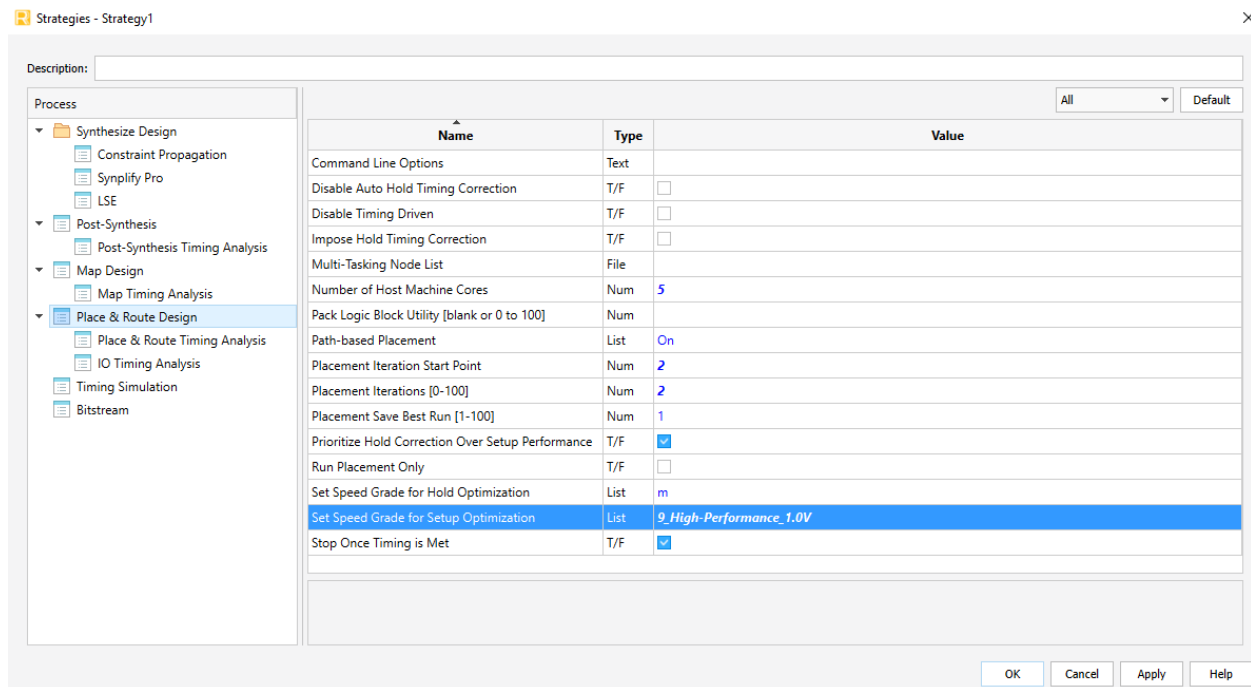 Strategies - Strategy1
Description:
Process
All
Default
Synthesize Design
Constraint Propagation
Synplify Pro
LSE
Post-Synthesis
Post-Synthesis Timing Analysis
Map Design
Map Timing Analysis
Place & Route Design
Place & Route Timing Analysis
IO Timing Analysis
Timing Simulation
Bitstream
Name Type Value
Command Line Options Text
Disable Auto Hold Timing Correction T/F
Disable Timing Driven T/F
Impose Hold Timing Correction T/F
Multi-Tasking Node List File
Number of Host Machine Cores Num 5
Pack Logic Block Utility [blank or 0 to 100] Num
Path-based Placement List On
Placement Iteration Start Point Num 2
Placement Iterations [0-100] Num 2
Placement Save Best Run [1-100] Num 1
Prioritize Hold Correction Over Setup Performance T/F
Run Placement Only T/F
Set Speed Grade for Hold Optimization List m
Set Speed Grade for Setup Optimization List 9_High-Performance_1.0V
Stop Once Timing is Met T/F
OK Cancel Apply Help